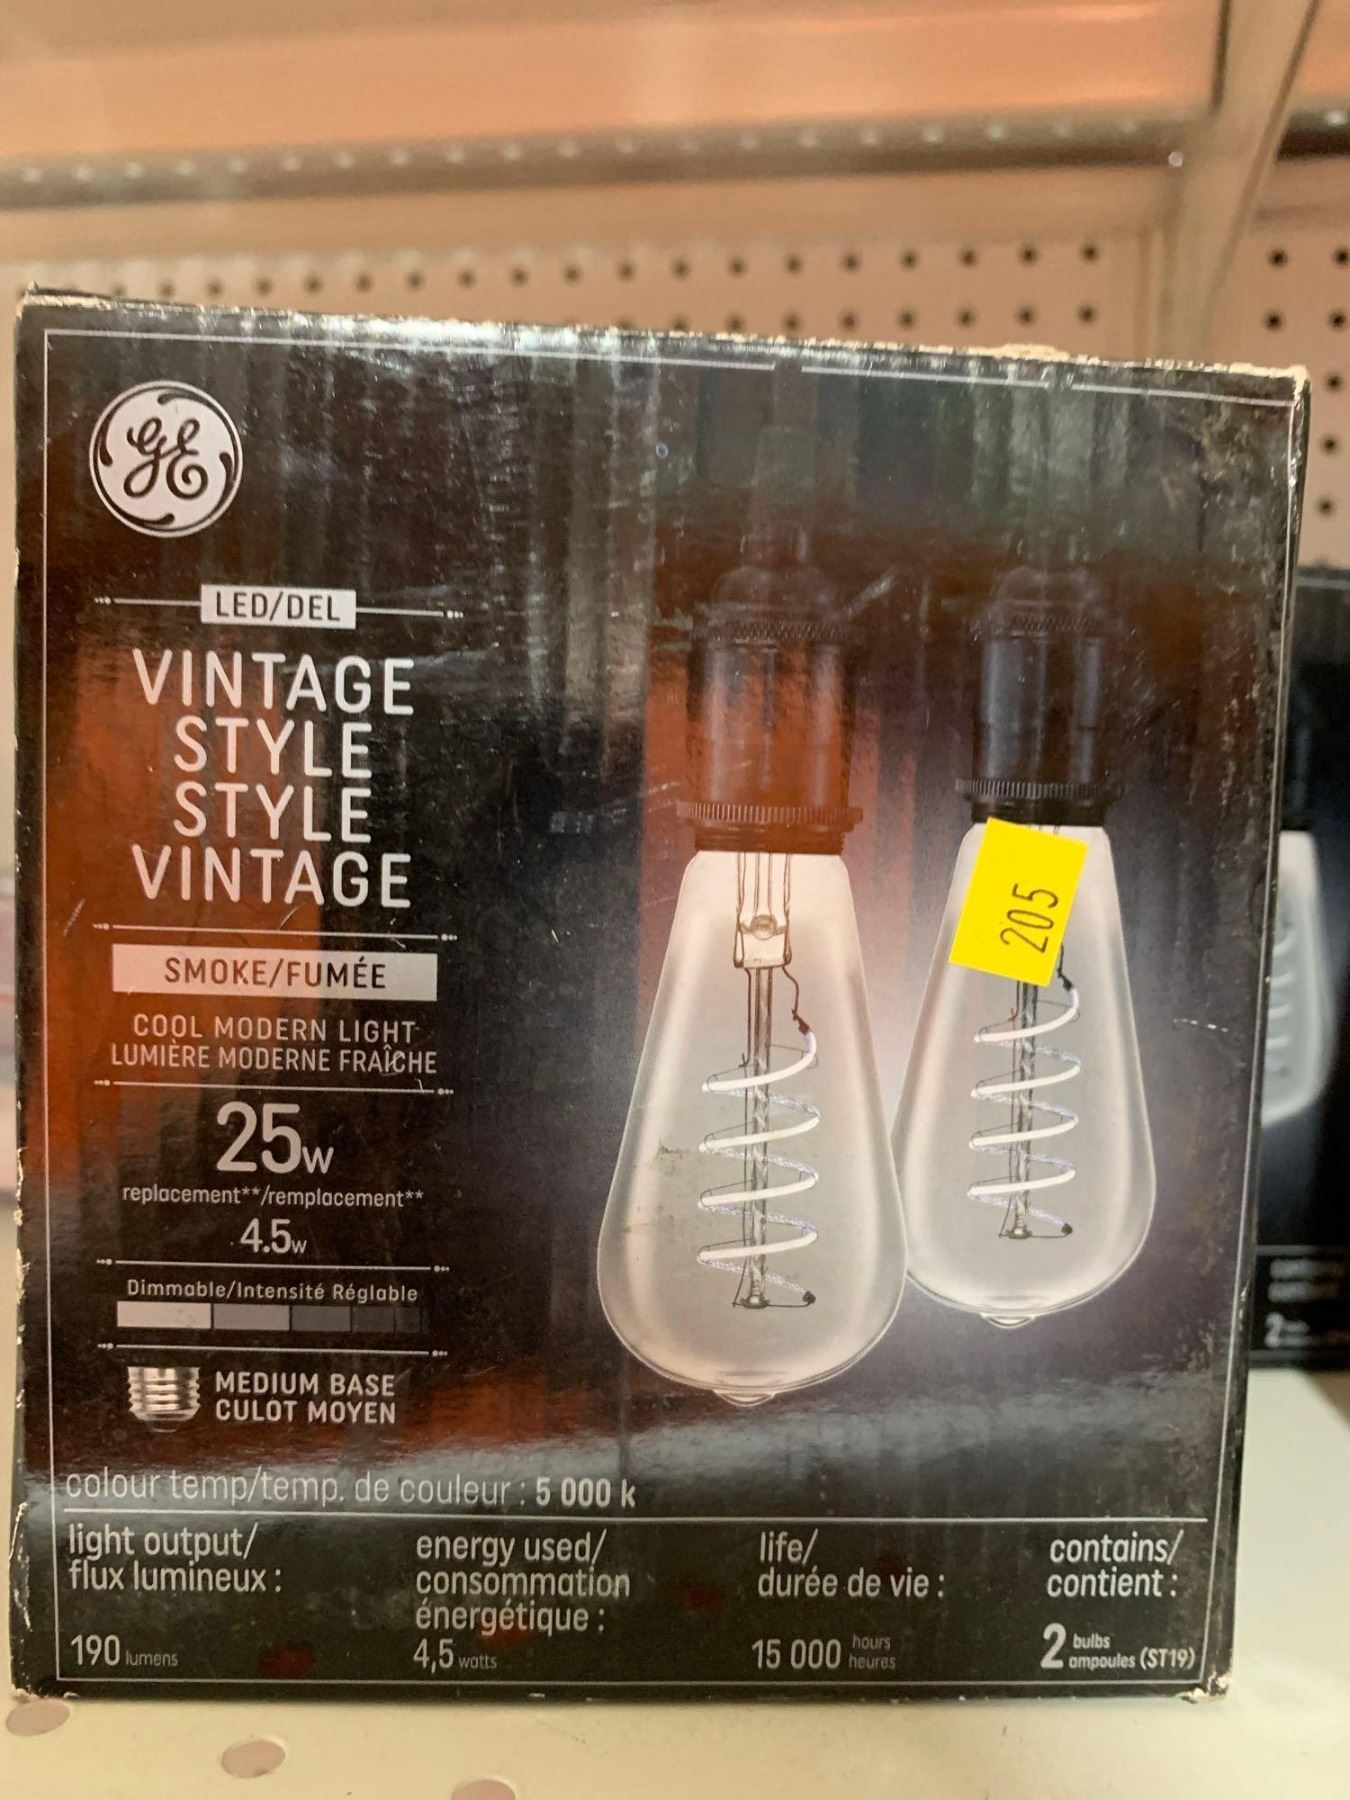 GE
LED/DEL
VINTAGE
STYLE
STYLE
VINTAGE
SMOKE/FUMÉE
COOL MODERN LIGHT
LUMIÈRE MODERNE FRAÎCHE
25w
replacement**/remplacement**
4.5w
Dimmable/Intensité Réglable
MEDIUM BASE
CULOT MOYEN
205
colour temp/temp. de couleur : 5 000 k
light output/
flux lumineux :
190 lumens
energy used/
consommation
énergétique :
4,5 watts
life/
durée de vie :
15 000 hours
heures
contains/
contient :
2 bulbs
ampoules (ST19)